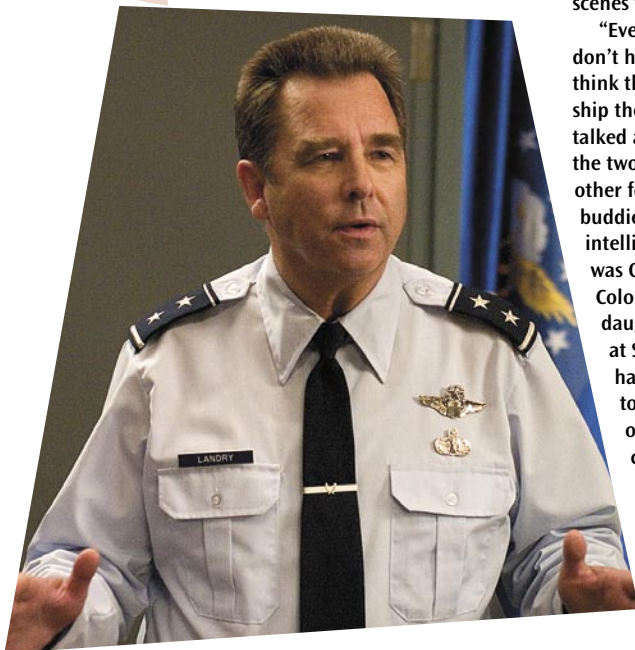 scenes
“Eve
don’t h
think th
ship the
talked a
the two
other fo
buddie
intelli
was C
Colo
daug
at S
ha
to
o
c
LANDRY